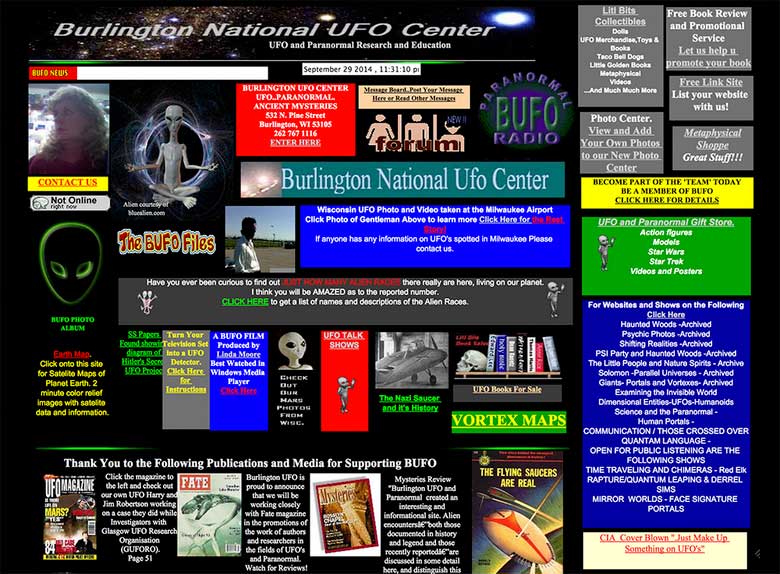 Burlington National UFO Center
UFO and Paranormal Research and Education
BUFO NEWS
September 29 2014 , 11:31:10 p
CONTACT US
Not Online
right now
Alien courtesy of
bluealien.com
BURLINGTON UFO CENTER
UFO..PARANORMAL.
ANCIENT MYSTERIES
532 N. Pine Street
Burlington, WI 53105
262 767 1116
ENTER HERE
Message Board..Post Your Message
Here or Read Other Messages
NEW !!
forum
PARANORMAL
BUFO
RADIO
Burlington National Ufo Center
BUFO PHOTO
ALBUM
The BUFO Files
Wisconsin UFO Photo and Video taken at the Milwaukee Airport
Click Photo of Gentleman Above to learn more Click Here for the Rest
Story!
If anyone has any information on UFO's spotted in Milwaukee Please
contact us.
Have you ever been curious to find out JUST HOW MANY ALIEN RACES there really are here, living on our planet.
I think you will be AMAZED as to the reported number.
CLICK HERE to get a list of names and descriptions of the Alien Races.
Earth Map.
Click onto this
site for Satelite Maps of
Planet Earth. 2
minute color relief
images with satelite
data and information.
SS Papers
Found showing
diagram of
Hitler's Secret
UFO Project
Turn Your
Television Set
Into a UFO
Detector.
Click Here
for
Instructions
A BUFO FILM
Produced by
Linda Moore
Best Watched in
Windows Media
Player
Click Here
Check
Out
Our
Mars
Photos
From
Wisc.
UFO TALK
SHOWS
The Nazi Saucer
and it's History
Litl Bits
Book Sales
UFO Books For Sale
VORTEX MAPS
Thank You to the Following Publications and Media for Supporting BUFO
UFO MAGAZINE
LIFE ON
MARS?
"YES"
84
Click the magazine to
the left and check out
our own UFO Harry and
Jim Robertson working
on a case they did while
Investigators with
Glasgow UFO Research
Organisation
(GUFORO).
Page 51
FATE
Burlington UFO is
proud to announce
that we will be
working closely
with Fate magazine
in the promotions of
the work of authors
and researchers in
the fields of UFO's
and Paranormal.
Watch for Reviews!
Mysteries
Mysteries Review
"Burlington UFO and
Paranormal created an
interesting and
informational site. Alien
encountersâ€"both those
documented in history
and legend and those
recently reportedâ€"are
discussed in some detail
here, and distinguish this
THE FLYING SAUCERS
ARE REAL
Litl Bits
Collectibles
Dolls
UFO Merchandise,Toys &
Books
Taco Bell Dogs
Little Golden Books
Metaphysical
Videos
...And Much Much More
Free Book Review
and Promotional
Service
Let us help u
promote your book
Free Link Site
List your website
with us!
Photo Center.
View and Add
Your Own Photos
to our New Photo
Center
Metaphysical
Shoppe
Great Stuff!!!
BECOME PART OF THE 'TEAM' TODAY
BE A MEMBER OF BUFO
CLICK HERE FOR DETAILS
UFO and Paranormal Gift Store.
Action figures
Models
Star Wars
Star Trek
Videos and Posters
For Websites and Shows on the Following
Click Here
Haunted Woods -Archived
Psychic Photos -Archived
Shifting Realities -Archived
PSI Party and Haunted Woods -Archived
The Little People and Nature Spirits - Archive
Solomon -Parallel Universes - Archived
Giants- Portals and Vortexes- Archived
Examining the Invisible World
Dimensional Entities-UFOs-Humanoids
Science and the Paranormal -
Human Portals -
COMMUNICATION / THOSE CROSSED OVER
QUANTAM LANGUAGE -
OPEN FOR PUBLIC LISTENING ARE THE
FOLLOWING SHOWS
TIME TRAVELING AND CHIMERAS - Red Elk
RAPTURE/QUANTUM LEAPING & DERREL
SIMS
MIRROR WORLDS - FACE SIGNATURE
PORTALS
CIA Cover Blown "Just Make Up
Something on UFO's"